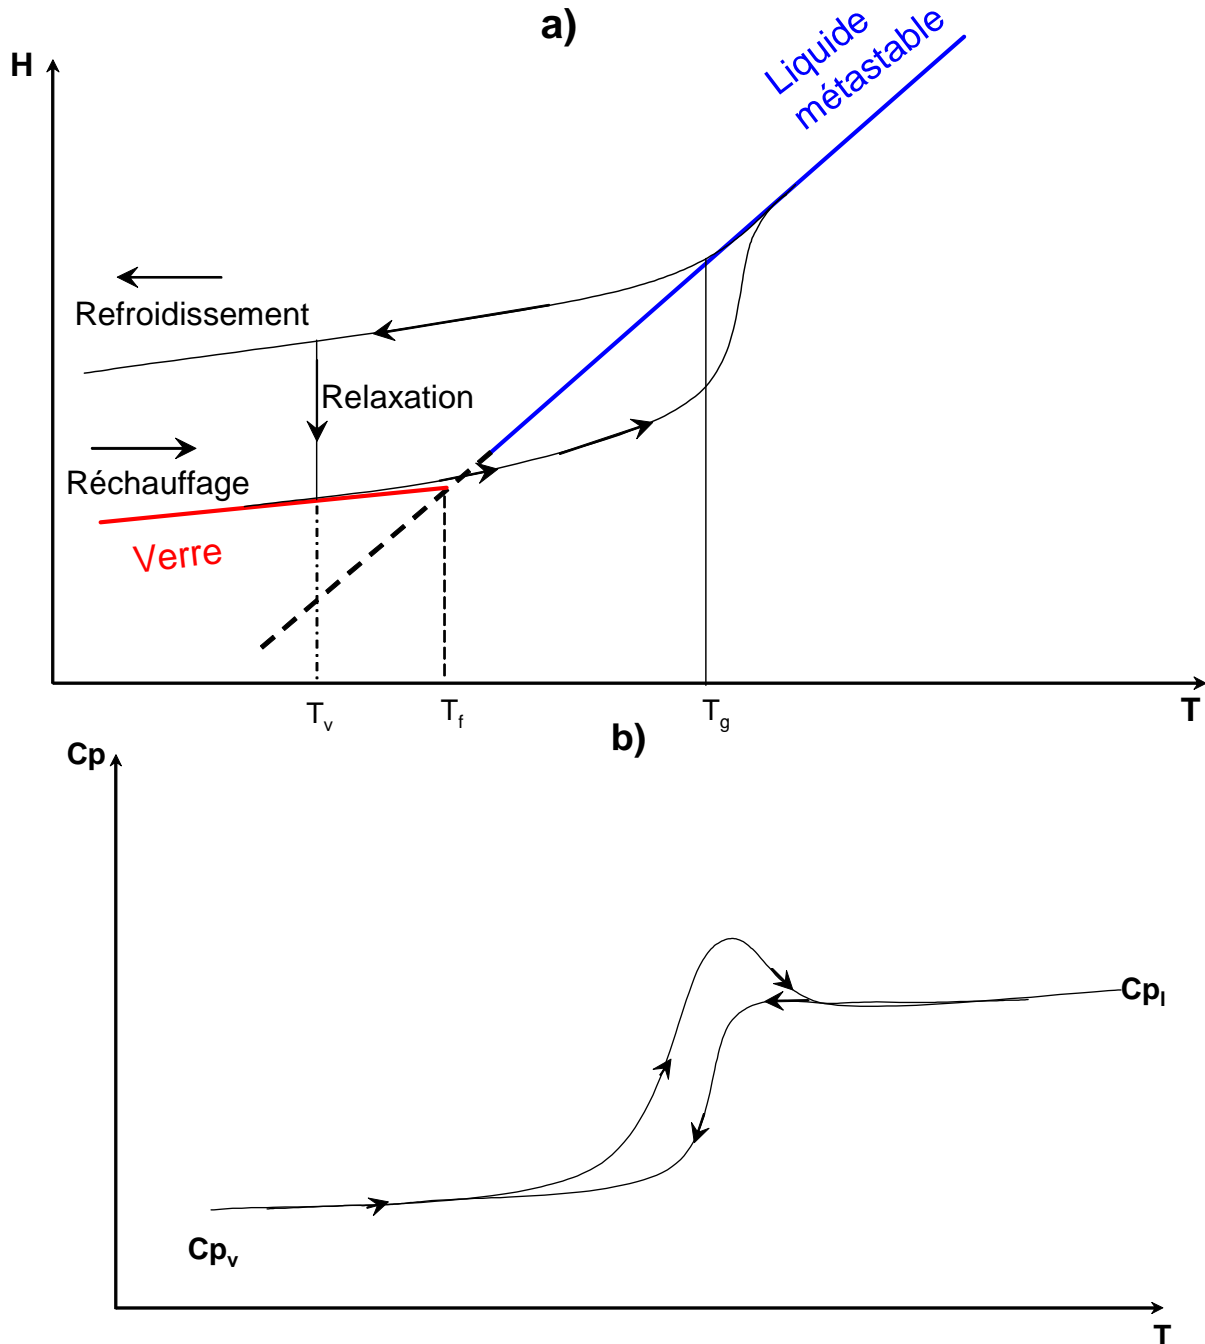 a)
H
Liquide
métastable
Refroidissement
Relaxation
Réchauffage
Verre
Tv
Tf
Tg
T
b)
Cp
Cpl
Cpv
T